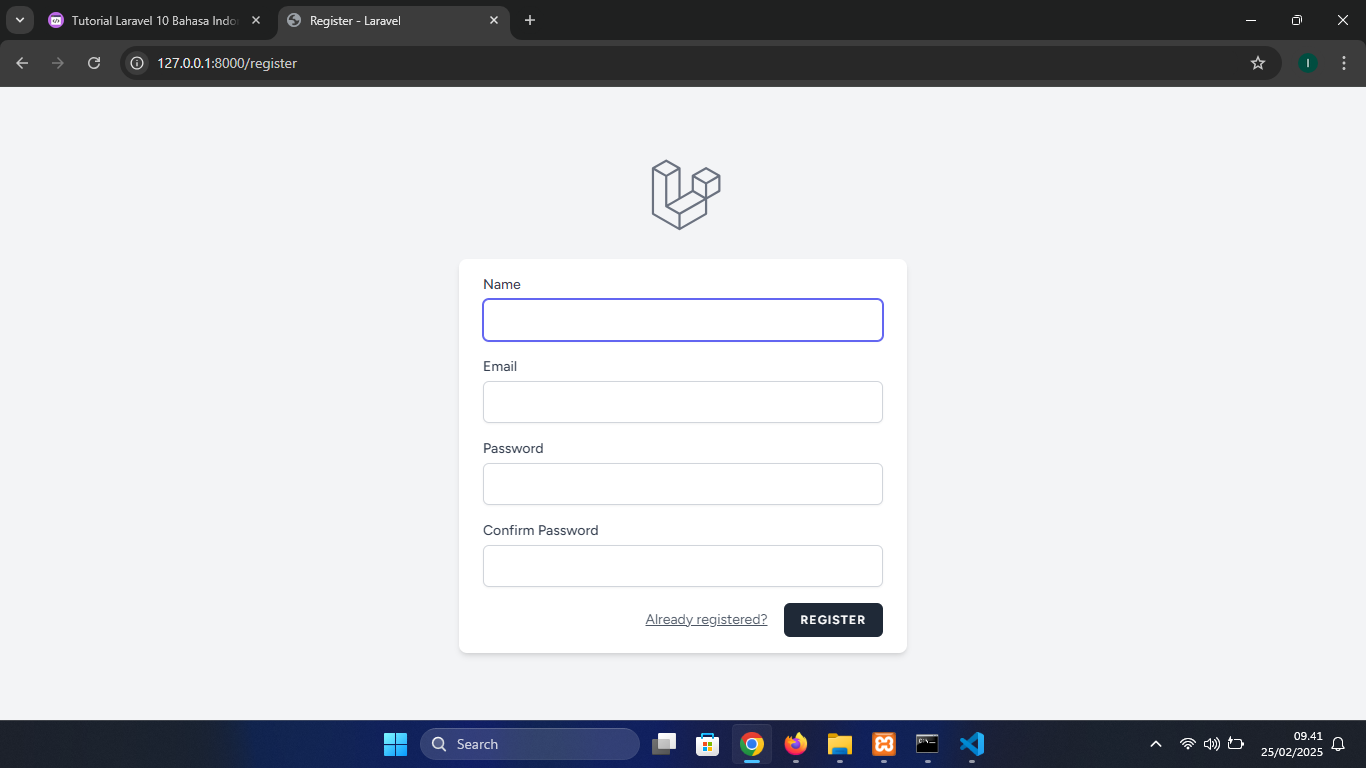 Tutorial Laravel 10 Bahasa Indo
Register - Laravel
127.0.0.1:8000/register
I
Name
Email
Password
Confirm Password
Already registered?
REGISTER
Search
09.41
25/02/2025